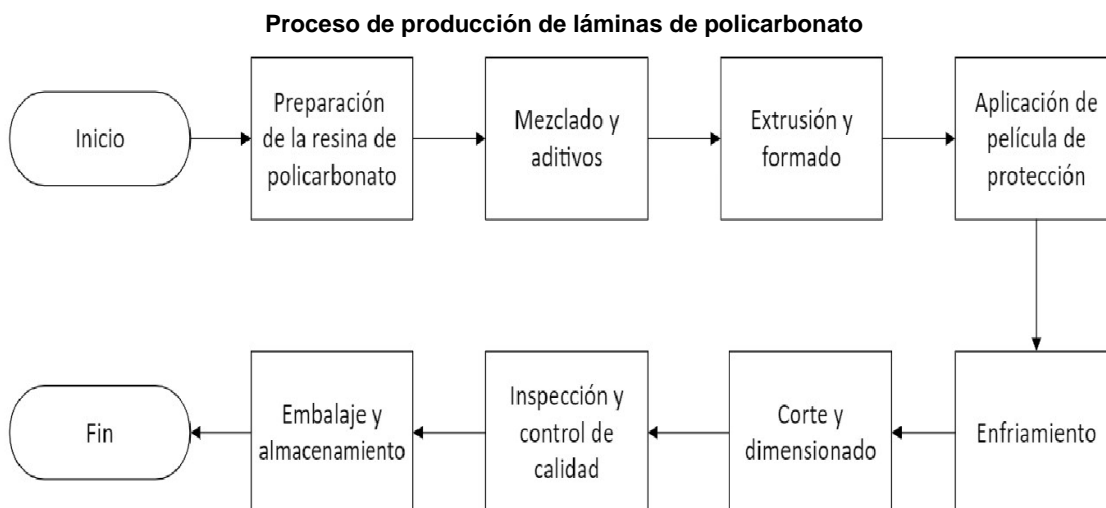 Proceso de producción de láminas de policarbonato
Inicio
Preparación
de la resina de
policarbonato
Mezclado y
aditivos
Extrusión y
formado
Aplicación de
película de
protección
Enfriamiento
Corte y
dimensionado
Inspección y
control de
calidad
Embalaje y
almacenamiento
Fin